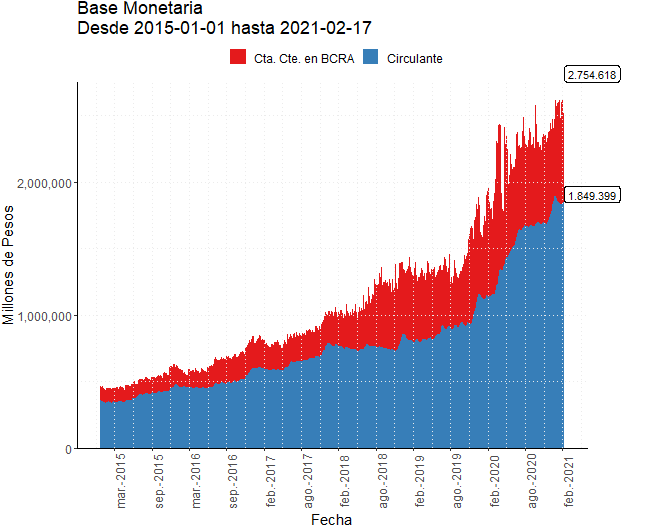 Base Monetaria
Desde 2015-01-01 hasta 2021-02-17
Cta. Cte. en BCRA
Circulante
2.754.618
1.849.399
Millones de Pesos
2,000,000
1,000,000
0
mar.-2015
sep.-2015
mar.-2016
sep.-2016
feb.-2017
ago.-2017
feb.-2018
ago.-2018
feb.-2019
ago.-2019
feb.-2020
ago.-2020
feb.-2021
Fecha